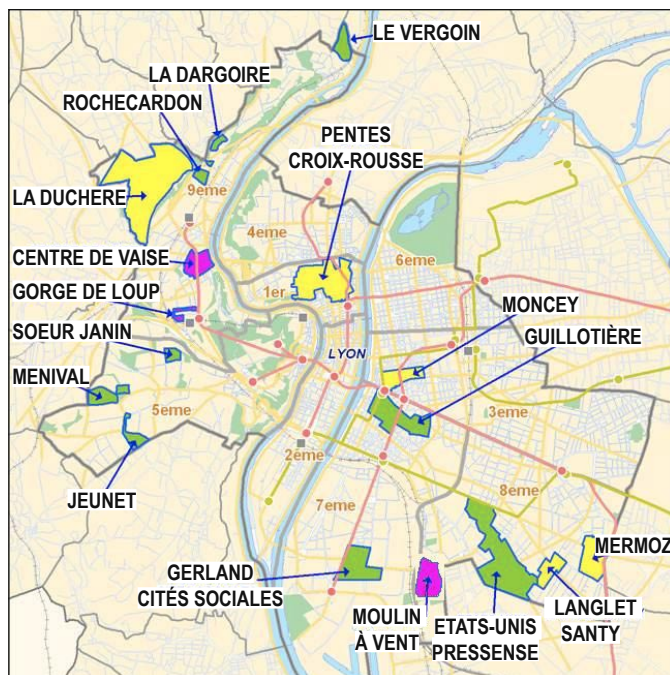 LE VERGOIN
LA DARGOIRE
ROCHECARDON
PENTES
CROIX-ROUSSE
LA DUCHERE
9eme
4eme
CENTRE DE VAISE
6eme
GORGE DE LOUP
1er
MONCEY
SOEUR JANIN
GUILLOTIÈRE
LYON
MENIVAL
5eme
3eme
2eme
JEUNET
8eme
7eme
MERMOZ
GERLAND
CITÉS SOCIALES
MOULIN
À VENT
ETATS-UNIS
PRESSENSE
LANGLET
SANTY